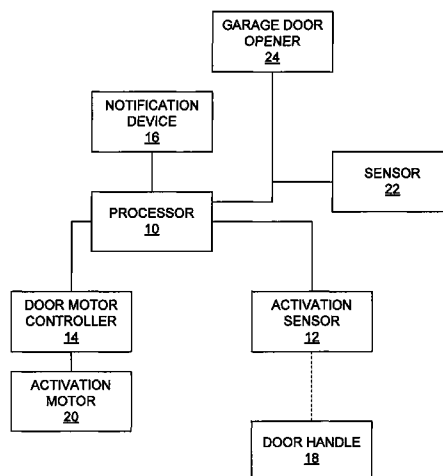 GARAGE DOOR
OPENER
24
NOTIFICATION
DEVICE
16
SENSOR
22
PROCESSOR
10
DOOR MOTOR
CONTROLLER
14
ACTIVATION
SENSOR
12
ACTIVATION
MOTOR
20
DOOR HANDLE
18